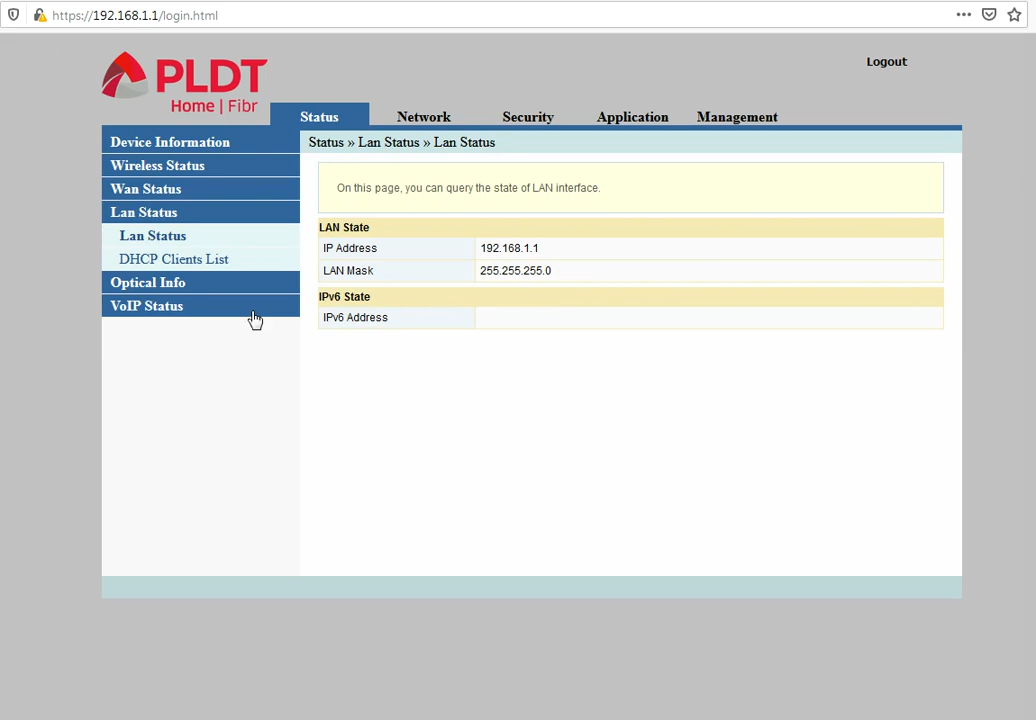 https://192.168.1.1/login.html
Logout
PLDT
Home | Fibr
Status Network Security Application Management
Device Information
Wireless Status
Wan Status
Lan Status
Lan Status
DHCP Clients List
Optical Info
VoIP Status
Status » Lan Status » Lan Status
On this page, you can query the state of LAN interface.
LAN State
IP Address 192.168.1.1
LAN Mask 255.255.255.0
IPv6 State
IPv6 Address